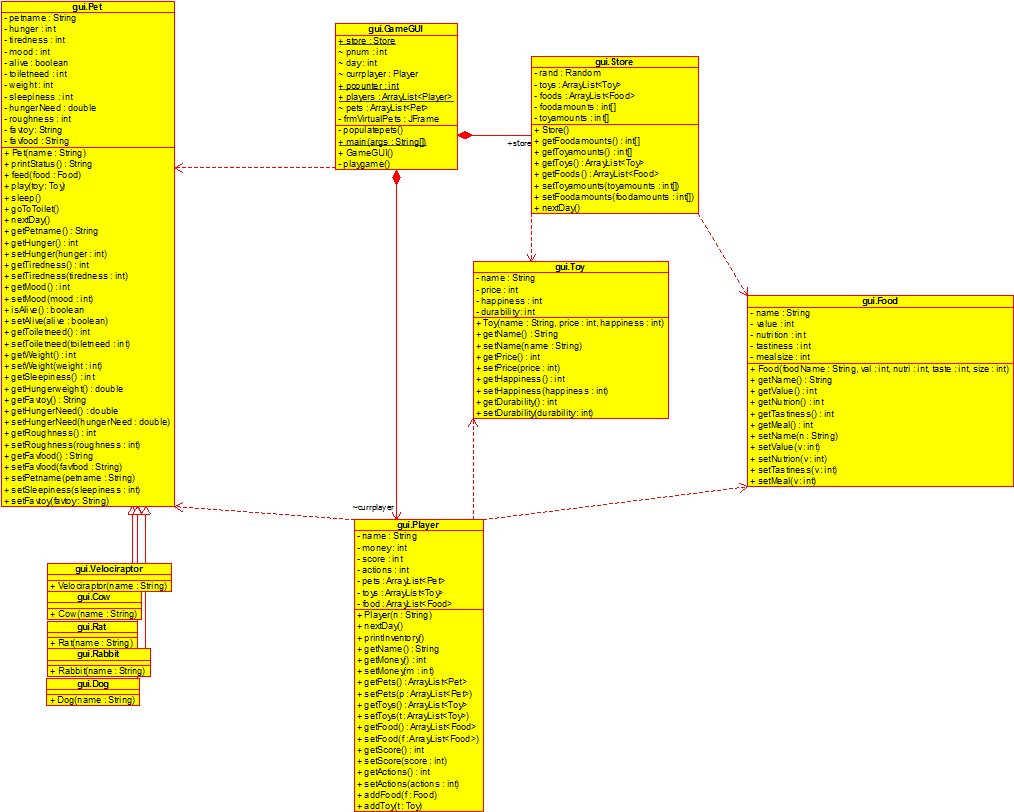 gui.Pet
- petname : String
- hunger : int
- tiredness : int
- mood : int
- alive : boolean
- toiletneed : int
- weight : int
- sleepiness : int
- hungerNeed : double
- roughness : int
- favtoy : String
- favfood : String
+ Pet(name : String)
+ printStatus() : String
+ feed(food : Food)
+ play(toy : Toy)
+ sleep()
+ goToToilet()
+ nextDay()
+ getPetname() : String
+ getHunger() : int
+ setHunger(hunger : int)
+ getTiredness() : int
+ setTiredness(tiredness : int)
+ getMood() : int
+ setMood(mood : int)
+ isAlive() : boolean
+ setAlive(alive : boolean)
+ getToiletneed() : int
+ setToiletneed(toiletneed : int)
+ getWeight() : int
+ setWeight(weight : int)
+ getSleepiness() : int
+ getHungerweight() : double
+ getFavtoy() : String
+ getHungerNeed() : double
+ setHungerNeed(hungerNeed : double)
+ getRoughness() : int
+ setRoughness(roughness : int)
+ getFavfood() : String
+ setFavfood(favfood : String)
+ setPetname(petname : String)
+ setSleepiness(sleepiness : int)
+ setFavtoy(favtoy : String)
gui.GameGUI
+ store : Store
~ pnum : int
~ day : int
~ currplayer : Player
+ pcounter : int
+ players : ArrayList<Player>
~ pets : ArrayList<Pet>
- frmVirtualPets : JFrame
- populatepets()
+ main(args : String[])
+ GameGUI()
- playgame()
+store
gui.Store
- rand : Random
- toys : ArrayList<Toy>
- foods : ArrayList<Food>
- foodamounts : int[]
- toyamounts : int[]
+ Store()
+ getFoodamounts() : int[]
+ getToyamounts() : int[]
+ getToys() : ArrayList<Toy>
+ getFoods() : ArrayList<Food>
+ setToyamounts(toyamounts : int[])
+ setFoodamounts(foodamounts : int[])
+ nextDay()
gui.Toy
- name : String
- price : int
- happiness : int
- durability : int
+ Toy(name : String, price : int, happiness : int)
+ getName() : String
+ setName(name : String)
+ getPrice() : int
+ setPrice(price : int)
+ getHappiness() : int
+ setHappiness(happiness : int)
+ getDurability() : int
+ setDurability(durability : int)
gui.Food
- name : String
- value : int
- nutrition : int
- tastiness : int
- mealsize : int
+ Food(foodName : String, val : int, nutri : int, taste : int, size : int)
+ getName() : String
+ getValue() : int
+ getNutrion() : int
+ getTastiness() : int
+ getMeal() : int
+ setName(n : String)
+ setValue(v : int)
+ setNutrion(v : int)
+ setTastiness(v : int)
+ setMeal(v : int)
~currplayer
gui.Player
- name : String
- money : int
- score : int
- actions : int
- pets : ArrayList<Pet>
- toys : ArrayList<Toy>
- food : ArrayList<Food>
+ Player(n : String)
+ nextDay()
+ printInventory()
+ getName() : String
+ getMoney() : int
+ setMoney(m : int)
+ getPets() : ArrayList<Pet>
+ setPets(p : ArrayList<Pet>)
+ getToys() : ArrayList<Toy>
+ setToys(t : ArrayList<Toy>)
+ getFood() : ArrayList<Food>
+ setFood(f : ArrayList<Food>)
+ getScore() : int
+ setScore(score : int)
+ getActions() : int
+ setActions(actions : int)
+ addFood(f : Food)
+ addToy(t : Toy)
gui.Velociraptor
+ Velociraptor(name : String)
gui.Cow
+ Cow(name : String)
gui.Rat
+ Rat(name : String)
gui.Rabbit
+ Rabbit(name : String)
gui.Dog
+ Dog(name : String)